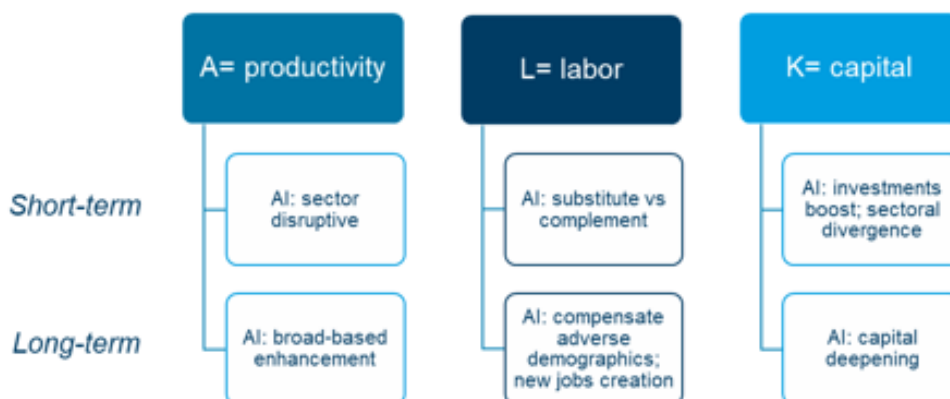 A= productivity
L= labor
K= capital
Short-term
AI: sector
disruptive
AI: substitute vs
complement
AI: investments
boost; sectoral
divergence
Long-term
AI: broad-based
enhancement
AI: compensate
adverse
demographics;
new jobs creation
AI: capital
deepening